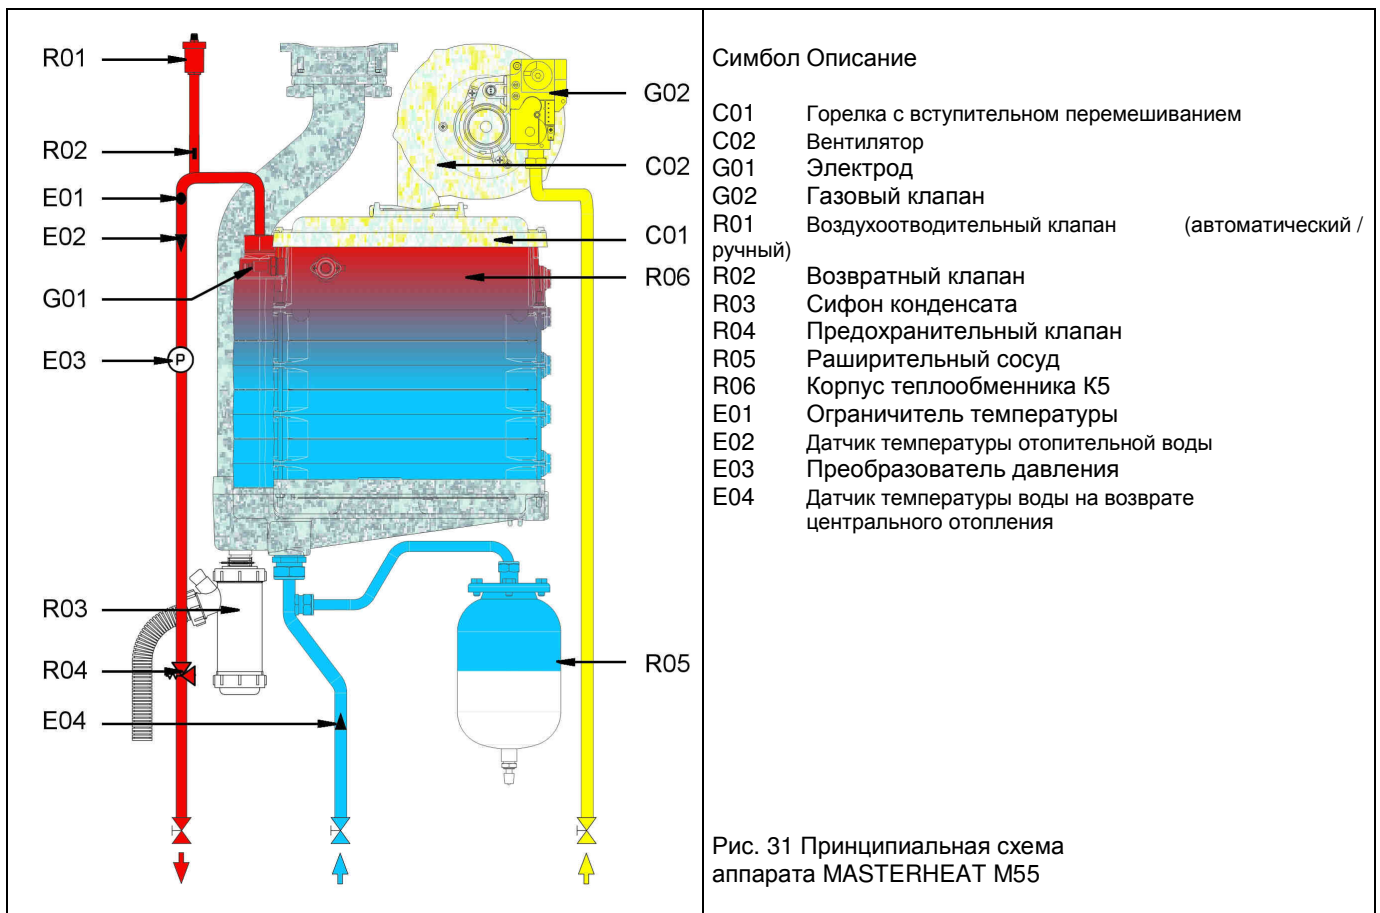 R01
R02
E01
E02
G01
E03
P
R03
R04
E04
G02
C02
C01
R06
R05
Симбол Описание
C01 Горелка с вступительном перемешиванием
C02 Вентилятор
G01 Электрод
G02 Газовый клапан
R01 Воздухоотводительный клапан (автоматический /
ручный)
R02 Возвратный клапан
R03 Сифон конденсата
R04 Предохранительный клапан
R05 Раширительный сосуд
R06 Корпус теплообменника К5
E01 Ограничитель температуры
E02 Датчик температуры отопительной воды
E03 Преобразователь давления
E04 Датчик температуры воды на возврате
центрального отопления
Рис. 31 Принципиальная схема
аппарата MASTERHEAT M55